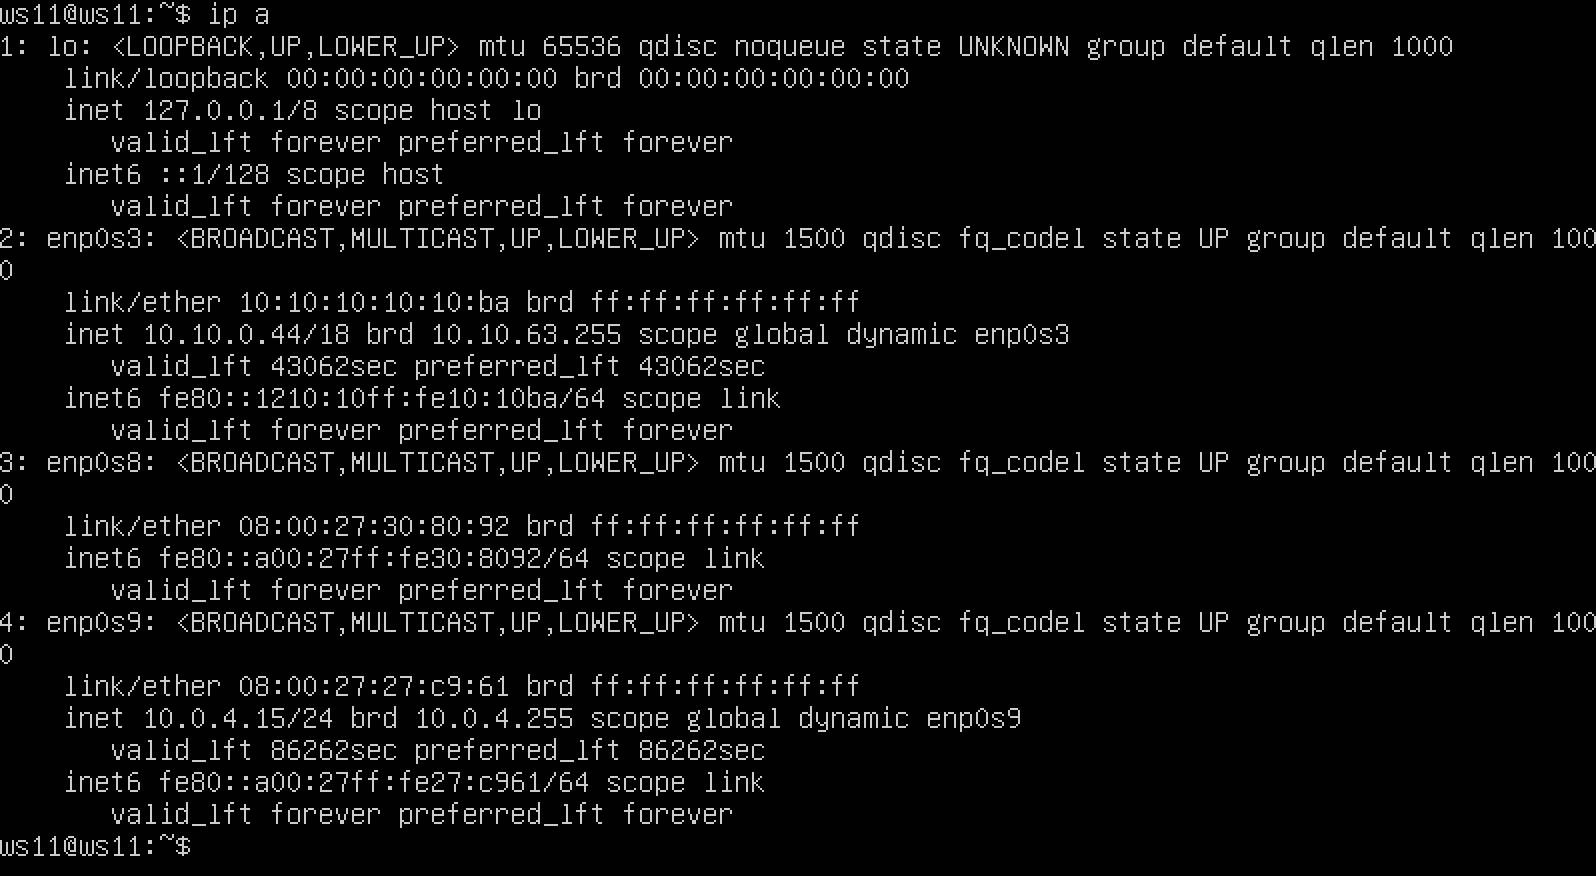 ws11@ws11:~$ ip a
1: lo: <LOOPBACK,UP,LOWER_UP> mtu 65536 qdisc noqueue state UNKNOWN group default qlen 1000
    link/loopback 00:00:00:00:00:00 brd 00:00:00:00:00:00
    inet 127.0.0.1/8 scope host lo
       valid_lft forever preferred_lft forever
    inet6 ::1/128 scope host
       valid_lft forever preferred_lft forever
2: enp0s3: <BROADCAST,MULTICAST,UP,LOWER_UP> mtu 1500 qdisc fq_codel state UP group default qlen 100
0
    link/ether 10:10:10:10:10:ba brd ff:ff:ff:ff:ff:ff
    inet 10.10.0.44/18 brd 10.10.63.255 scope global dynamic enp0s3
       valid_lft 43062sec preferred_lft 43062sec
    inet6 fe80::1210:10ff:fe10:10ba/64 scope link
       valid_lft forever preferred_lft forever
3: enp0s8: <BROADCAST,MULTICAST,UP,LOWER_UP> mtu 1500 qdisc fq_codel state UP group default qlen 100
0
    link/ether 08:00:27:30:80:92 brd ff:ff:ff:ff:ff:ff
    inet6 fe80::a00:27ff:fe30:8092/64 scope link
       valid_lft forever preferred_lft forever
4: enp0s9: <BROADCAST,MULTICAST,UP,LOWER_UP> mtu 1500 qdisc fq_codel state UP group default qlen 100
0
    link/ether 08:00:27:27:c9:61 brd ff:ff:ff:ff:ff:ff
    inet 10.0.4.15/24 brd 10.0.4.255 scope global dynamic enp0s9
       valid_lft 86262sec preferred_lft 86262sec
    inet6 fe80::a00:27ff:fe27:c961/64 scope link
       valid_lft forever preferred_lft forever
ws11@ws11:~$